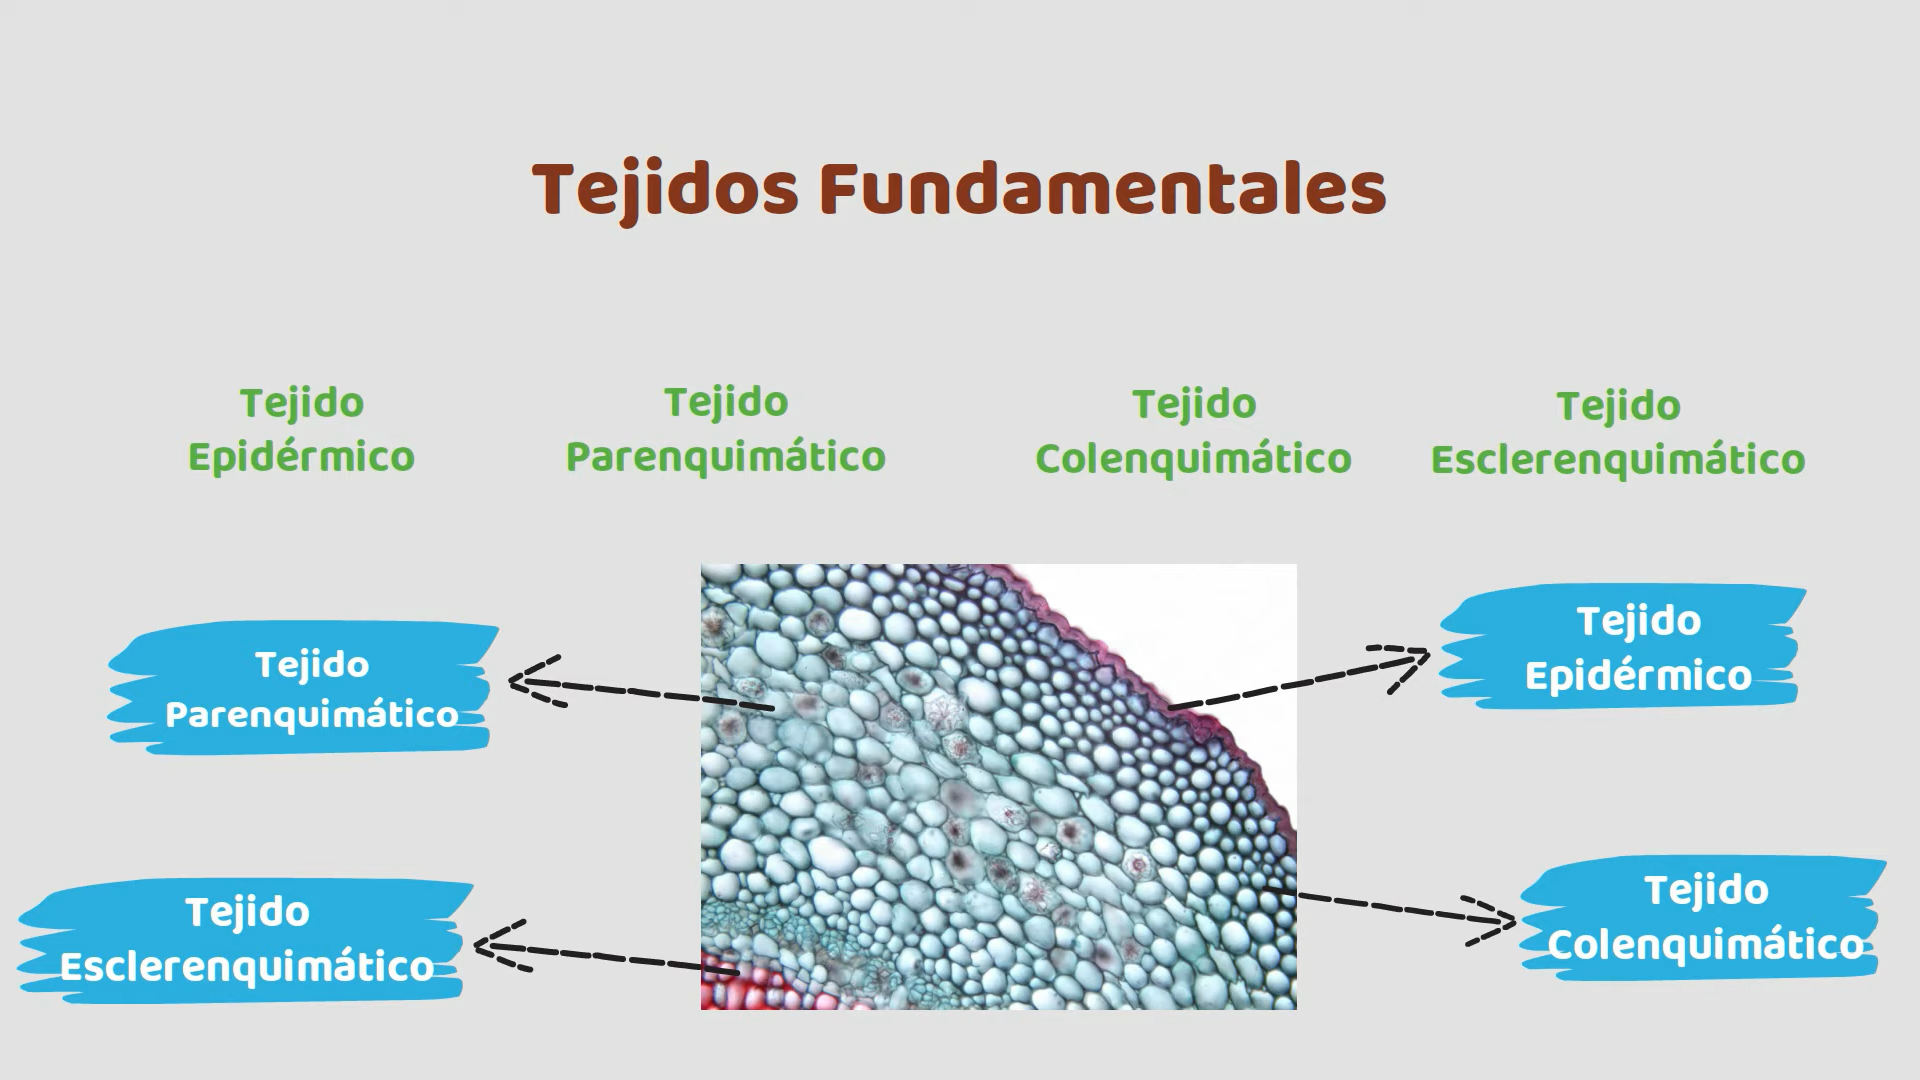 Tejidos Fundamentales
Tejido
Epidérmico
Tejido
Parenquimático
Tejido
Colenquimático
Tejido
Esclerenquimático
Tejido
Parenquimático
Tejido
Epidérmico
Tejido
Esclerenquimático
Tejido
Colenquimático